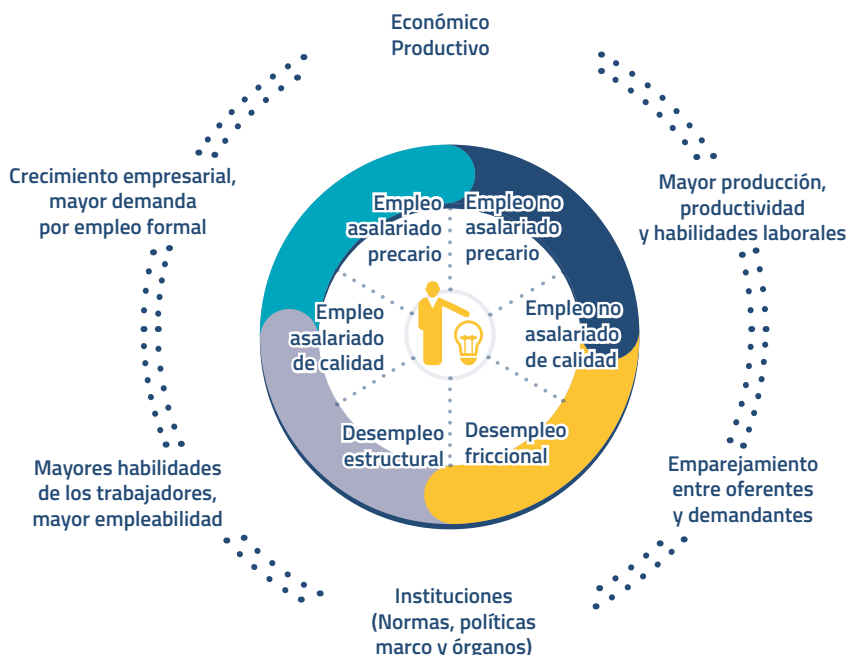 Económico
Productivo
Crecimiento empresarial,
mayor demanda
por empleo formal
Mayor producción,
productividad
y habilidades laborales
Empleo
asalariado
precario
Empleo no
asalariado
precario
Empleo
asalariado
de calidad
Empleo no
asalariado
de calidad
Desempleo
estructural
Desempleo
friccional
Mayores habilidades
de los trabajadores,
mayor empleabilidad
Emparejamiento
entre oferentes
y demandantes
Instituciones
(Normas, políticas
marco y órganos)